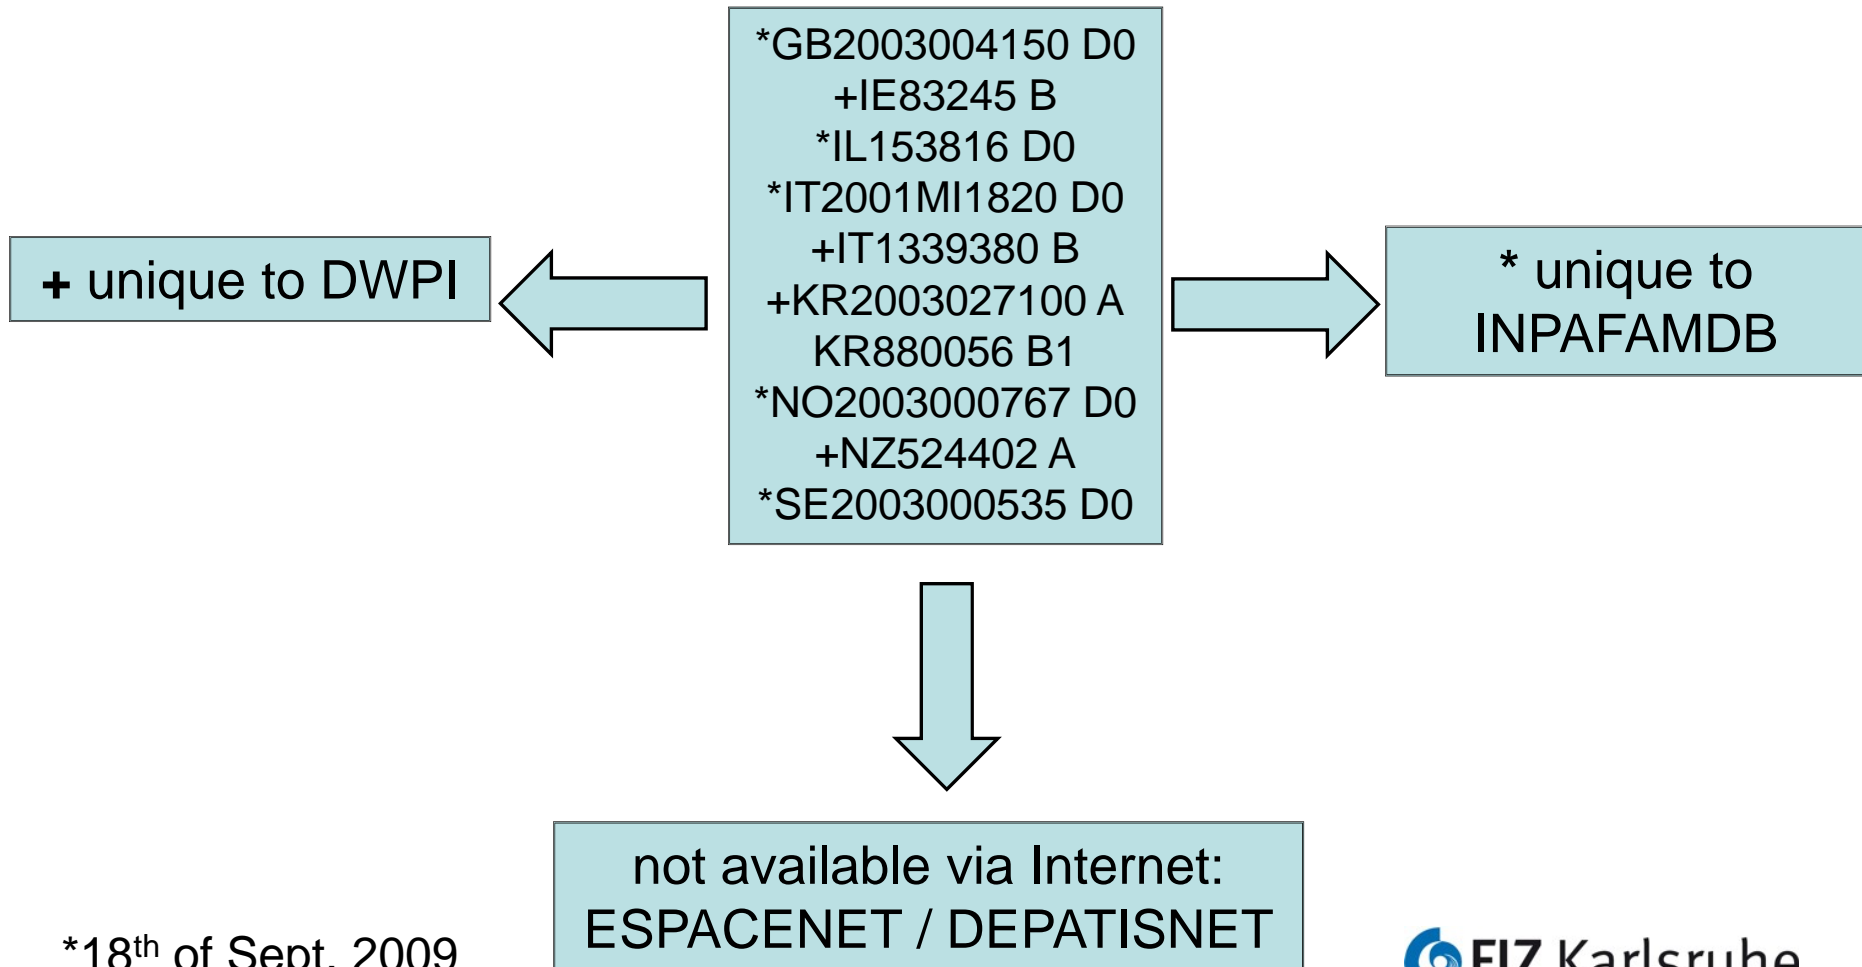 *GB2003004150 D0
+IE83245 B
*IL153816 D0
*IT2001MI1820 D0
+IT1339380 B
+KR2003027100 A
KR880056 B1
*NO2003000767 D0
+NZ524402 A
*SE2003000535 D0
+ unique to DWPI
* unique to
INPAFAMDB
not available via Internet:
ESPACENET / DEPATISNET
*18th of Sept. 2009
FIZ Karlsruhe